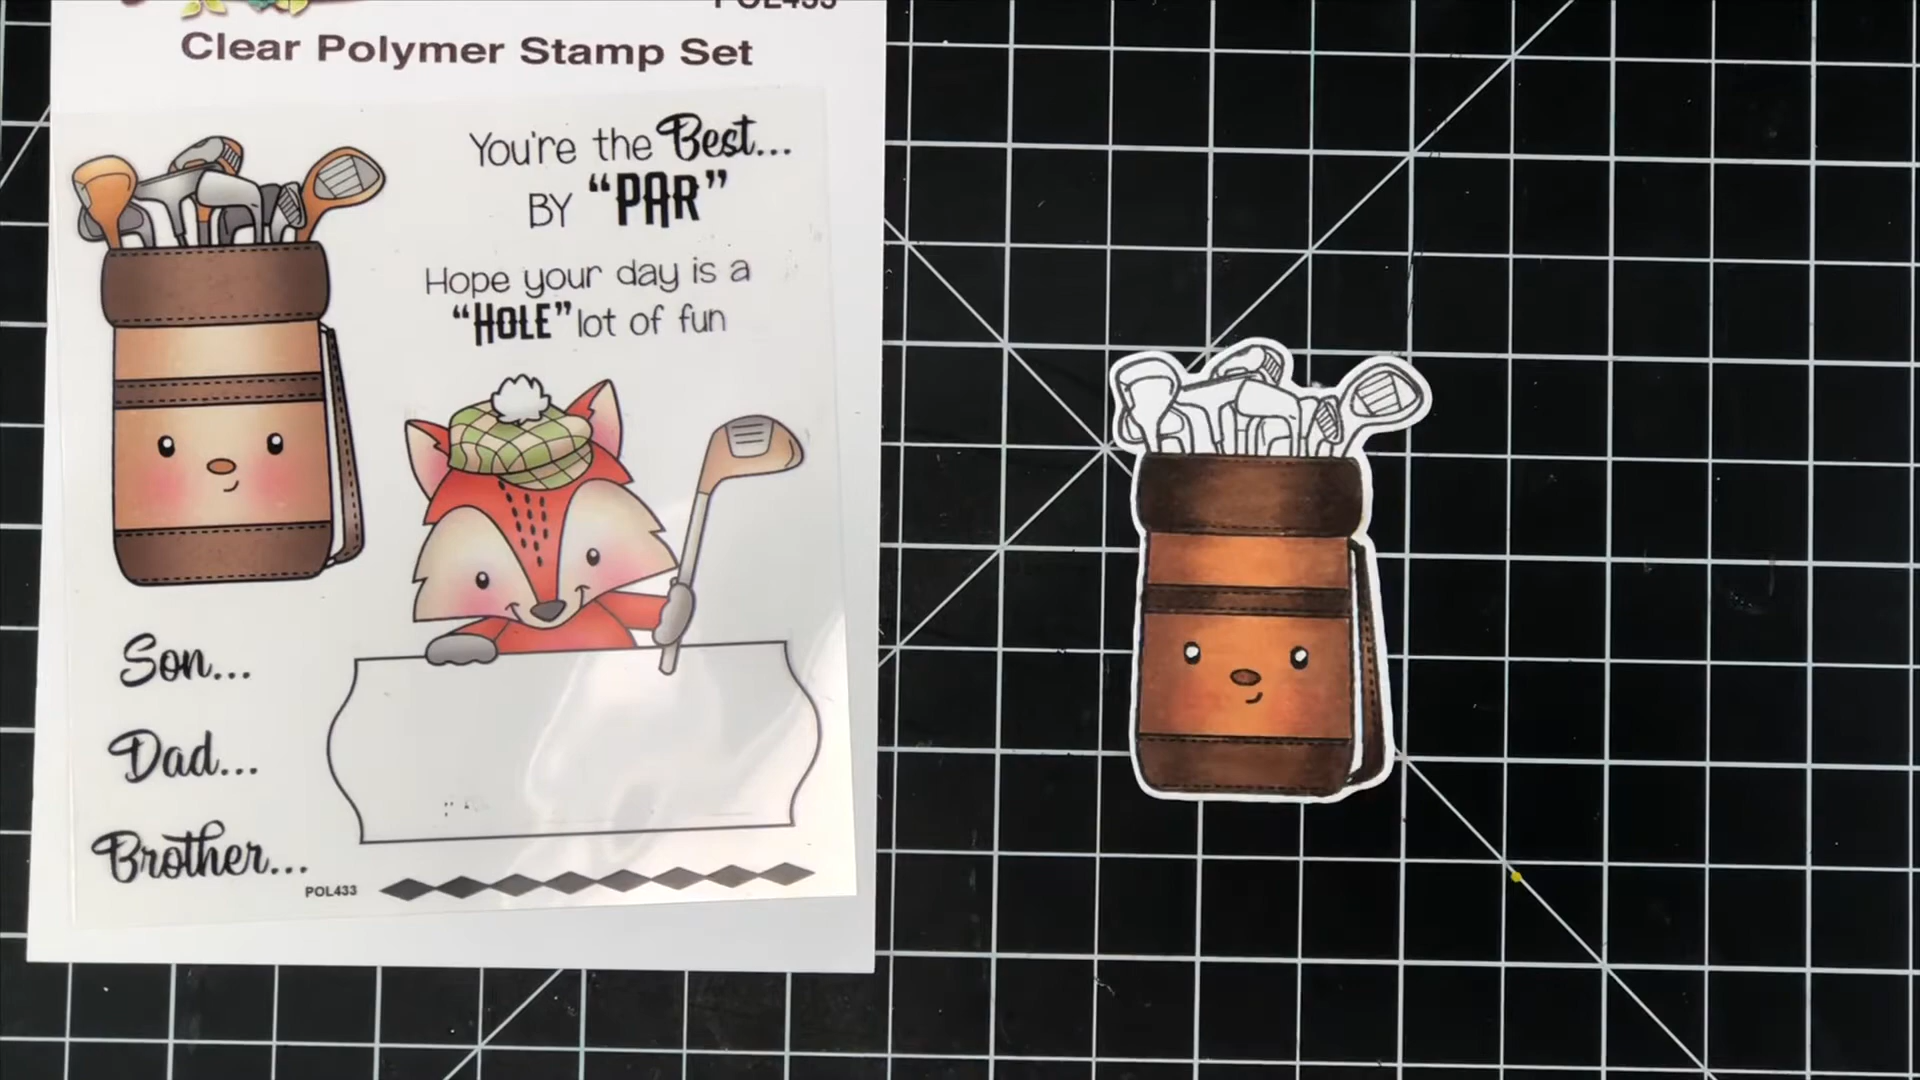 POL433
Clear Polymer Stamp Set
You're the Best...
BY "PAR"
Hope your day is a
"HOLE" lot of fun
Son...
Dad...
Brother...
POL433